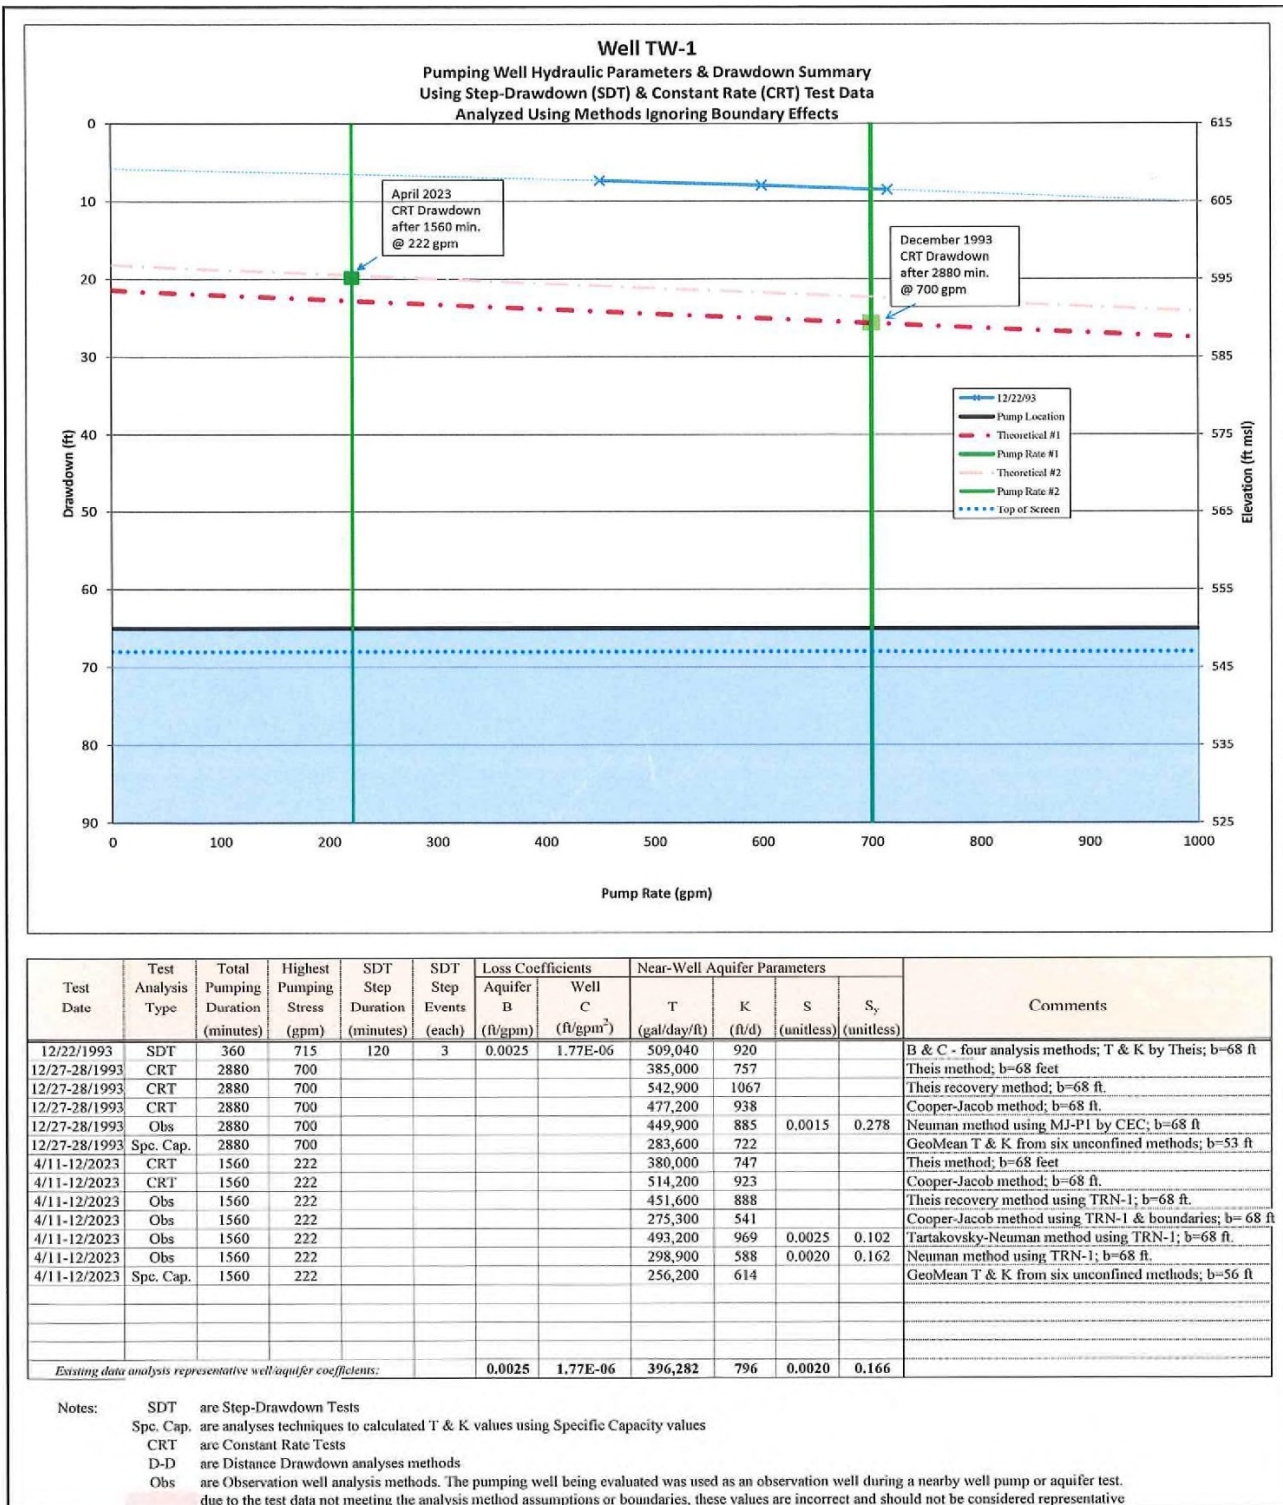 Well TW-1
Pumping Well Hydraulic Parameters & Drawdown Summary
Using Step-Drawdown (SDT) & Constant Rate (CRT) Test Data
Analyzed Using Methods Ignoring Boundary Effects
0 615
10 605
20 595
30 585
40 575
50 565
60 555
70 545
80 535
90 525
Drawdown (ft)
Elevation (ft msl)
April 2023
CRT Drawdown
after 1560 min.
@ 222 gpm
December 1993
CRT Drawdown
after 2880 min.
@ 700 gpm
12/22/93
Pump Location
Theoretical #1
Pump Rate #1
Theoretical #2
Pump Rate #2
Top of Screen
0 100 200 300 400 500 600 700 800 900 1000
Pump Rate (gpm)
Test Total Highest SDT SDT Loss Coefficients Near-Well Aquifer Parameters
Test Analysis Pumping Pumping Step Step Aquifer Well
Date Type Duration Stress Duration Events B C T K S Sy Comments
(minutes) (gpm) (minutes) (each) (ft/gpm) (ft/gpm²) (gal/day/ft) (ft/d) (unitless) (unitless)
12/22/1993 SDT 360 715 120 3 0.0025 1.77E-06 509,040 920 B & C - four analysis methods; T & K by Theis; b=68 ft
12/27-28/1993 CRT 2880 700 385,000 757 Theis method; b=68 feet
12/27-28/1993 CRT 2880 700 542,900 1067 Theis recovery method; b=68 ft.
12/27-28/1993 CRT 2880 700 477,200 938 Cooper-Jacob method; b=68 ft.
12/27-28/1993 Obs 2880 700 449,900 885 0.0015 0.278 Neuman method using MJ-P1 by CEC; b=68 ft
12/27-28/1993 Spc. Cap. 2880 700 283,600 722 GeoMean T & K from six unconfined methods; b=53 ft
4/11-12/2023 CRT 1560 222 380,000 747 Theis method; b=68 feet
4/11-12/2023 CRT 1560 222 514,200 923 Cooper-Jacob method; b=68 ft.
4/11-12/2023 Obs 1560 222 451,600 888 Theis recovery method using TRN-1; b=68 ft.
4/11-12/2023 Obs 1560 222 275,300 541 Cooper-Jacob method using TRN-1 & boundaries; b= 68 ft
4/11-12/2023 Obs 1560 222 493,200 969 0.0025 0.102 Tartakovsky-Neuman method using TRN-1; b=68 ft.
4/11-12/2023 Obs 1560 222 298,900 588 0.0020 0.162 Neuman method using TRN-1; b=68 ft.
4/11-12/2023 Spc. Cap. 1560 222 256,200 614 GeoMean T & K from six unconfined methods; b=56 ft
Existing data analysis representative well/aquifer coefficients: 0.0025 1.77E-06 396,282 796 0.0020 0.166
Notes: SDT are Step-Drawdown Tests
Spc. Cap. are analyses techniques to calculated T & K values using Specific Capacity values
CRT are Constant Rate Tests
D-D are Distance Drawdown analyses methods
Obs are Observation well analysis methods. The pumping well being evaluated was used as an observation well during a nearby well pump or aquifer test.
due to the test data not meeting the analysis method assumptions or boundaries, these values are incorrect and should not be considered representative